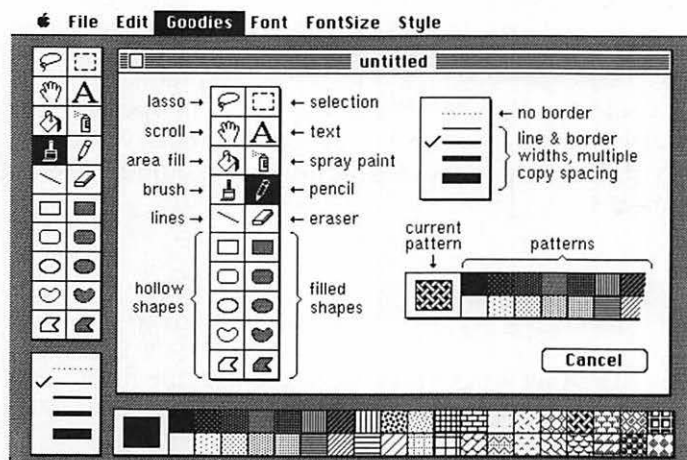 File Edit Goodies Font FontSize Style
untitled
lasso
selection
scroll
A
text
area fill
spray paint
brush
pencil
lines
eraser
hollow
shapes
filled
shapes
A
no border
line & border
widths, multiple
copy spacing
current
pattern
patterns
Cancel